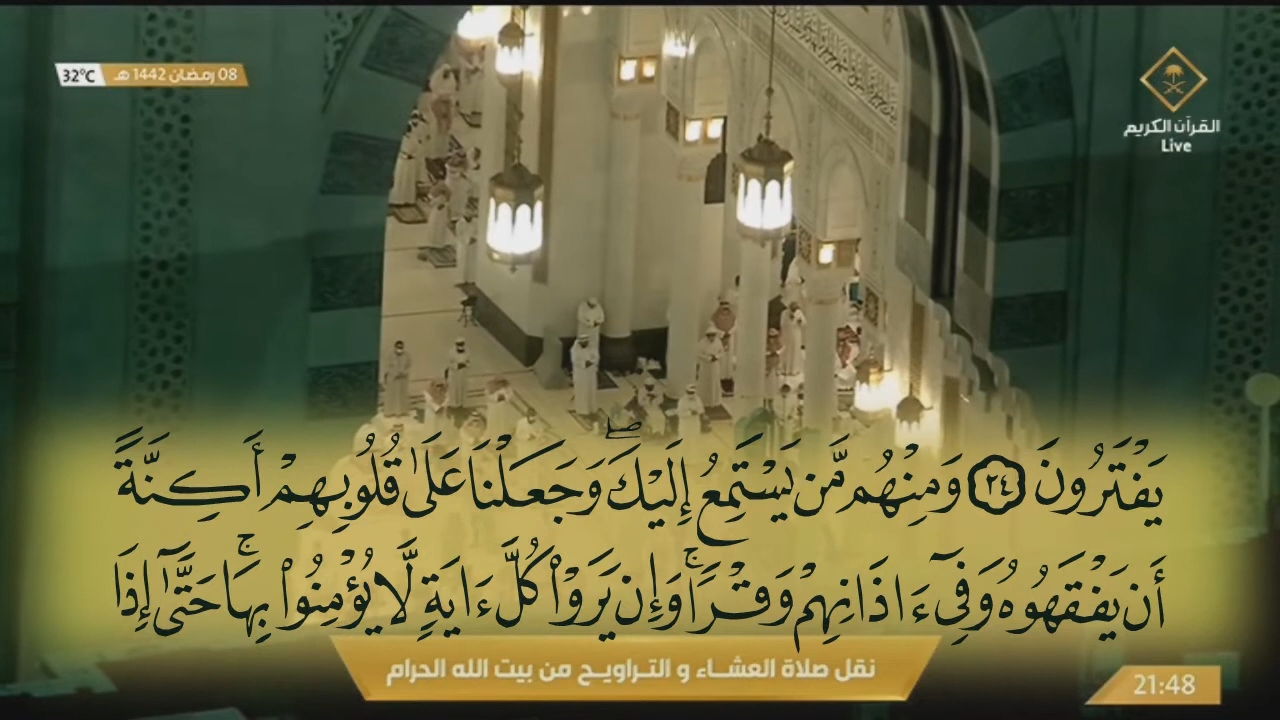 32°C 08 رمضان 1442 هـ
القرآن الكريم
Live
يَفْتَرُونَ ٢٤ وَمِنْهُم مَّن يَسْتَمِعُ إِلَيْكَ ۖ وَجَعَلْنَا عَلَىٰ قُلُوبِهِمْ أَكِنَّةً
أَن يَفْقَهُوهُ وَفِىٓ ءَاذَانِهِمْ وَقْرًا ۚ وَإِن يَرَوْا۟ كُلَّ ءَايَةٍ لَّا يُؤْمِنُوا۟ بِهَا ۚ حَتَّىٰٓ إِذَا
نقل صلاة العشاء و التراويح من بيت الله الحرام
21:48